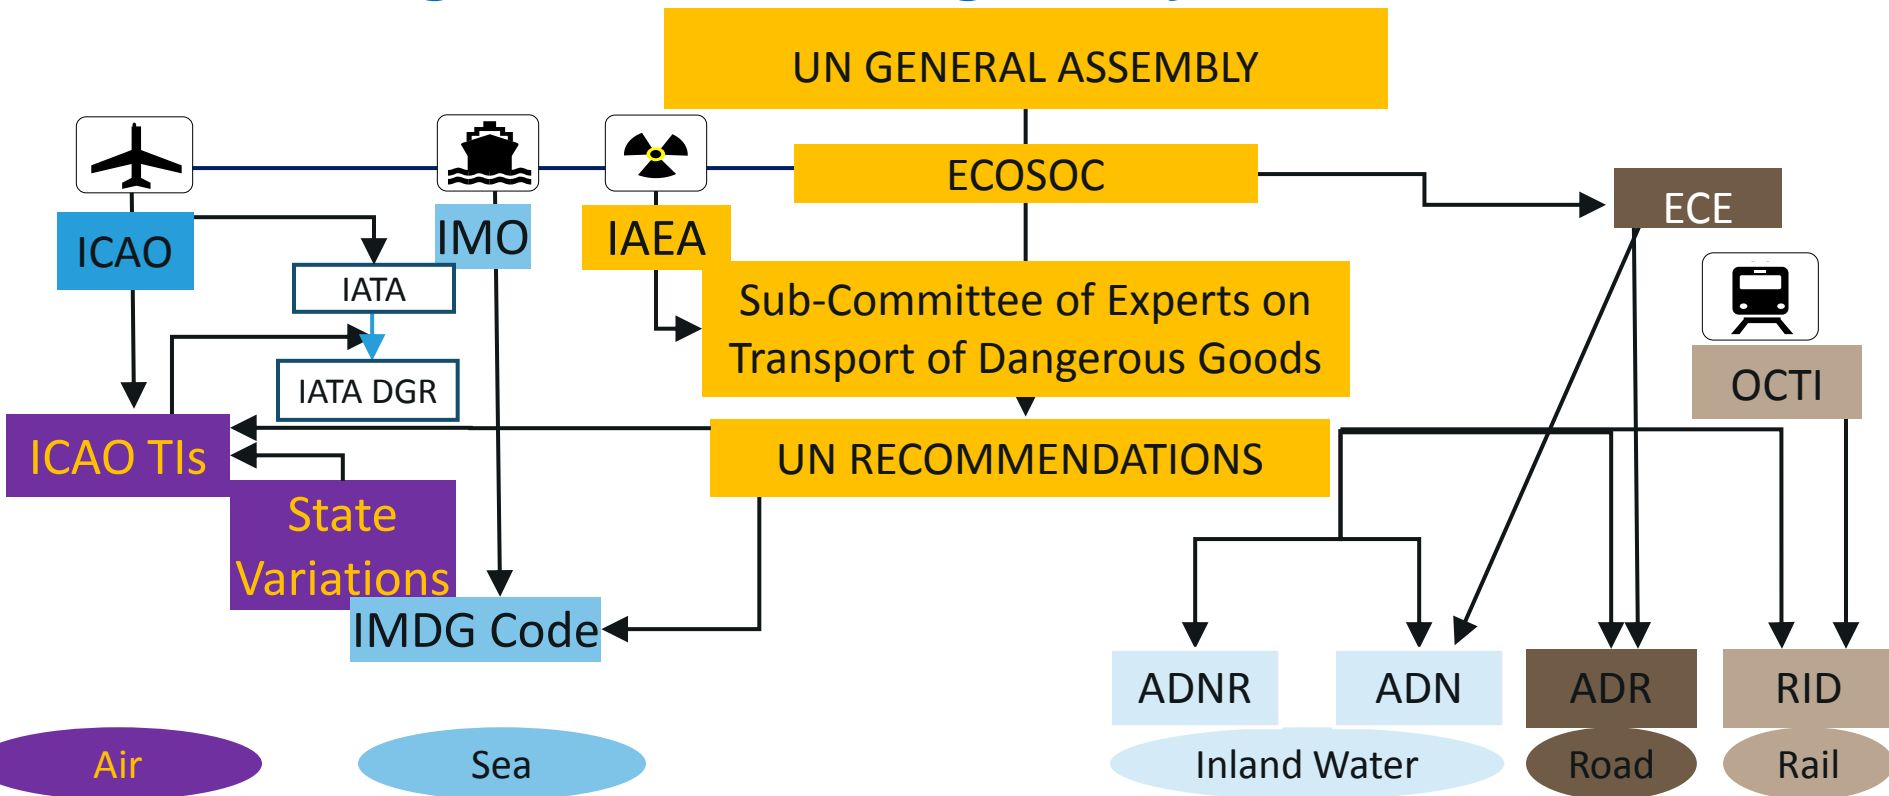 UN GENERAL ASSEMBLY
ECOSOC
ECE
ICAO
IMO
IAEA
IATA
Sub-Committee of Experts on
Transport of Dangerous Goods
OCTI
IATA DGR
ICAO TIs
UN RECOMMENDATIONS
State
Variations
IMDG Code
ADNR
ADN
ADR
RID
Air
Sea
Inland Water
Road
Rail